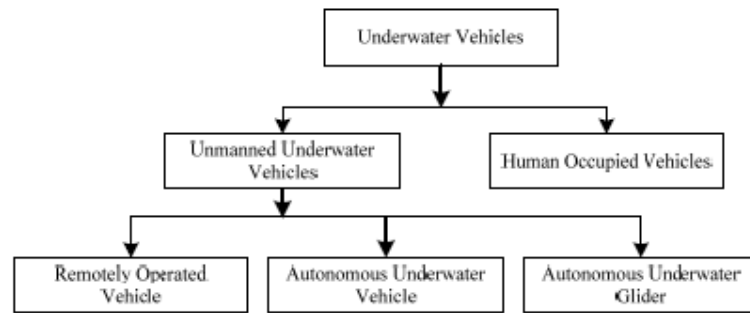 Underwater Vehicles
Unmanned Underwater
Vehicles
Human Occupied Vehicles
Remotely Operated
Vehicle
Autonomous Underwater
Vehicle
Autonomous Underwater
Glider